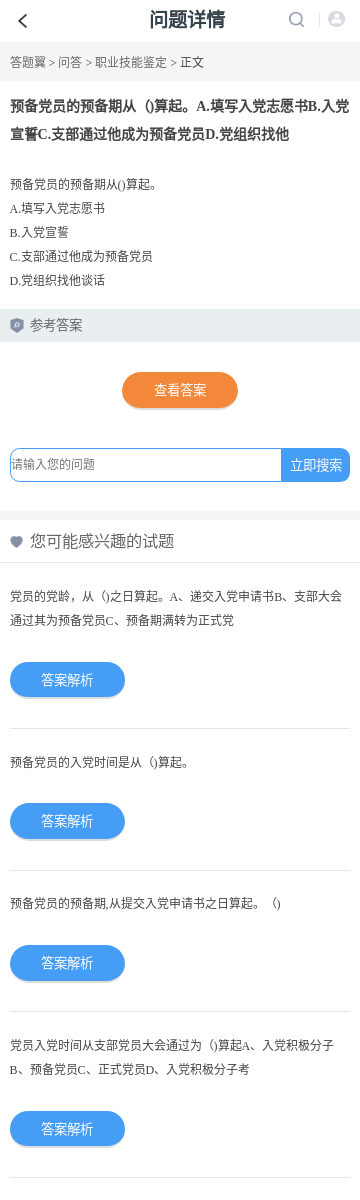 问题详情
答题翼 > 问答 > 职业技能鉴定 > 正文
预备党员的预备期从（)算起。A.填写入党志愿书B.入党
宣誓C.支部通过他成为预备党员D.党组织找他
预备党员的预备期从()算起。
A.填写入党志愿书
B.入党宣誓
C.支部通过他成为预备党员
D.党组织找他谈话
参考答案
查看答案
请输入您的问题
立即搜索
您可能感兴趣的试题
党员的党龄，从（)之日算起。A、递交入党申请书B、支部大会
通过其为预备党员C、预备期满转为正式党
答案解析
预备党员的入党时间是从（)算起。
答案解析
预备党员的预备期,从提交入党申请书之日算起。（)
答案解析
党员入党时间从支部党员大会通过为（)算起A、入党积极分子
B、预备党员C、正式党员D、入党积极分子考
答案解析